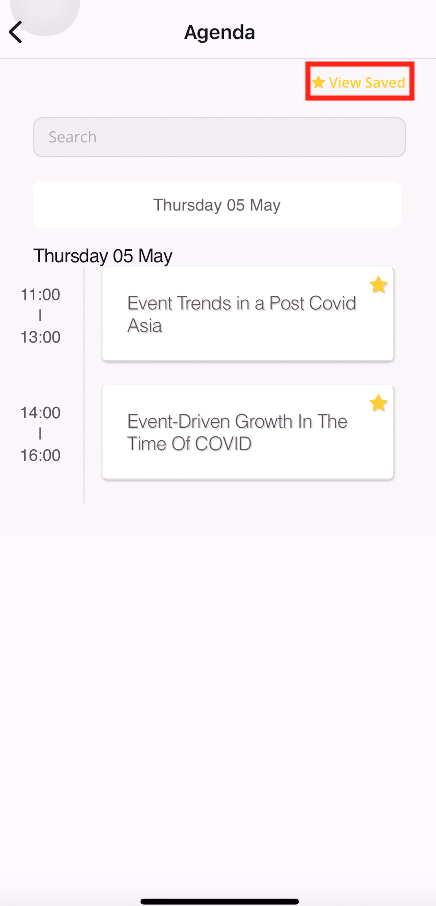 Agenda
View Saved
Search
Thursday 05 May
Thursday 05 May
11:00
|
13:00
Event Trends in a Post Covid
Asia
14:00
|
16:00
Event-Driven Growth In The
Time Of COVID